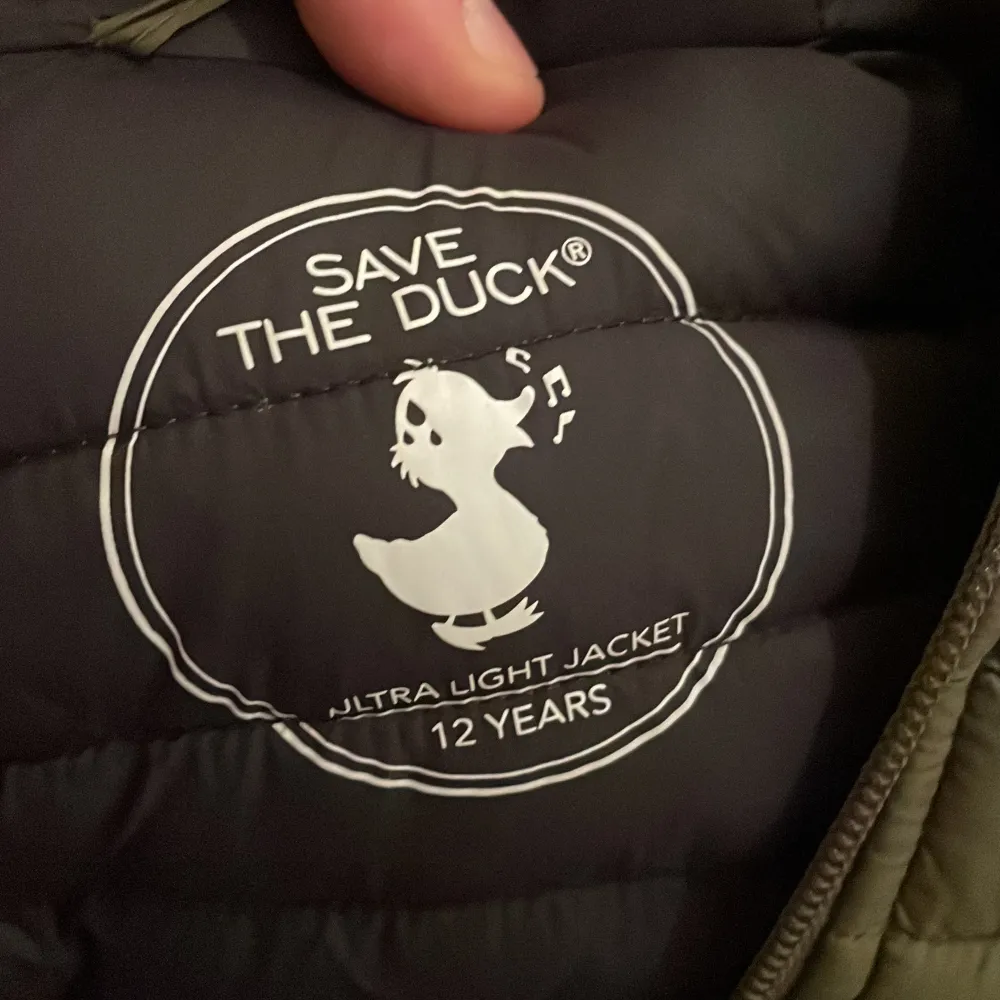 SAVE
THE DUCK®
ULTRA LIGHT JACKET
12 YEARS